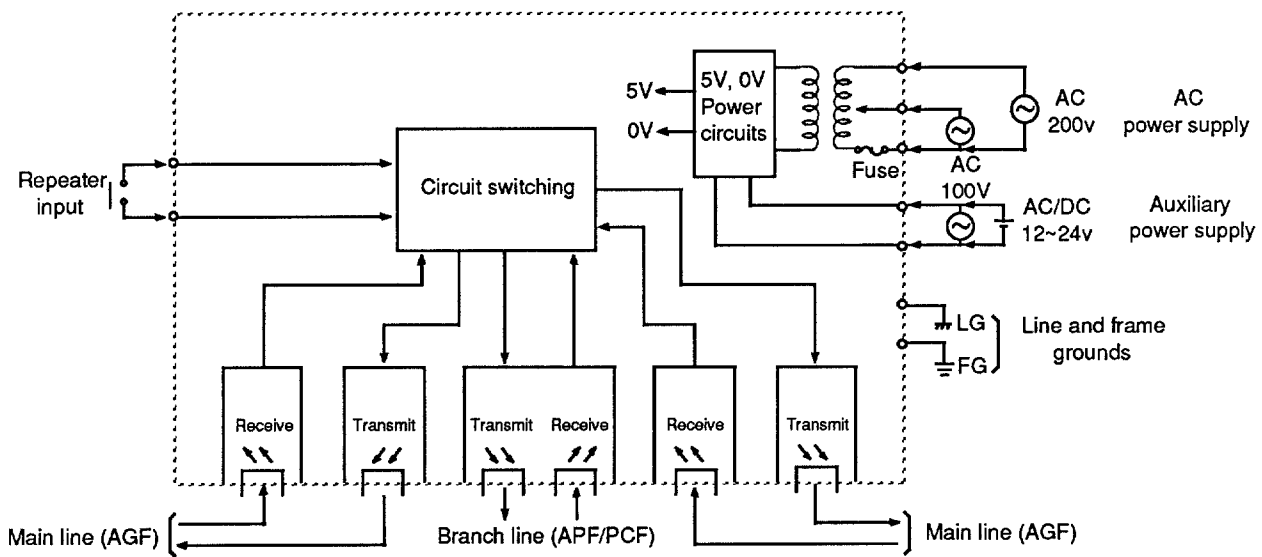 5V
0V
5V, 0V
Power
circuits
Fuse
AC
200v
AC
power supply
AC
100V
AC/DC
12~24v
Auxiliary
power supply
Repeater
input
Circuit switching
LG
FG
Line and frame
grounds
Receive
Transmit
Transmit
Receive
Receive
Transmit
Main line (AGF)
Branch line (APF/PCF)
Main line (AGF)